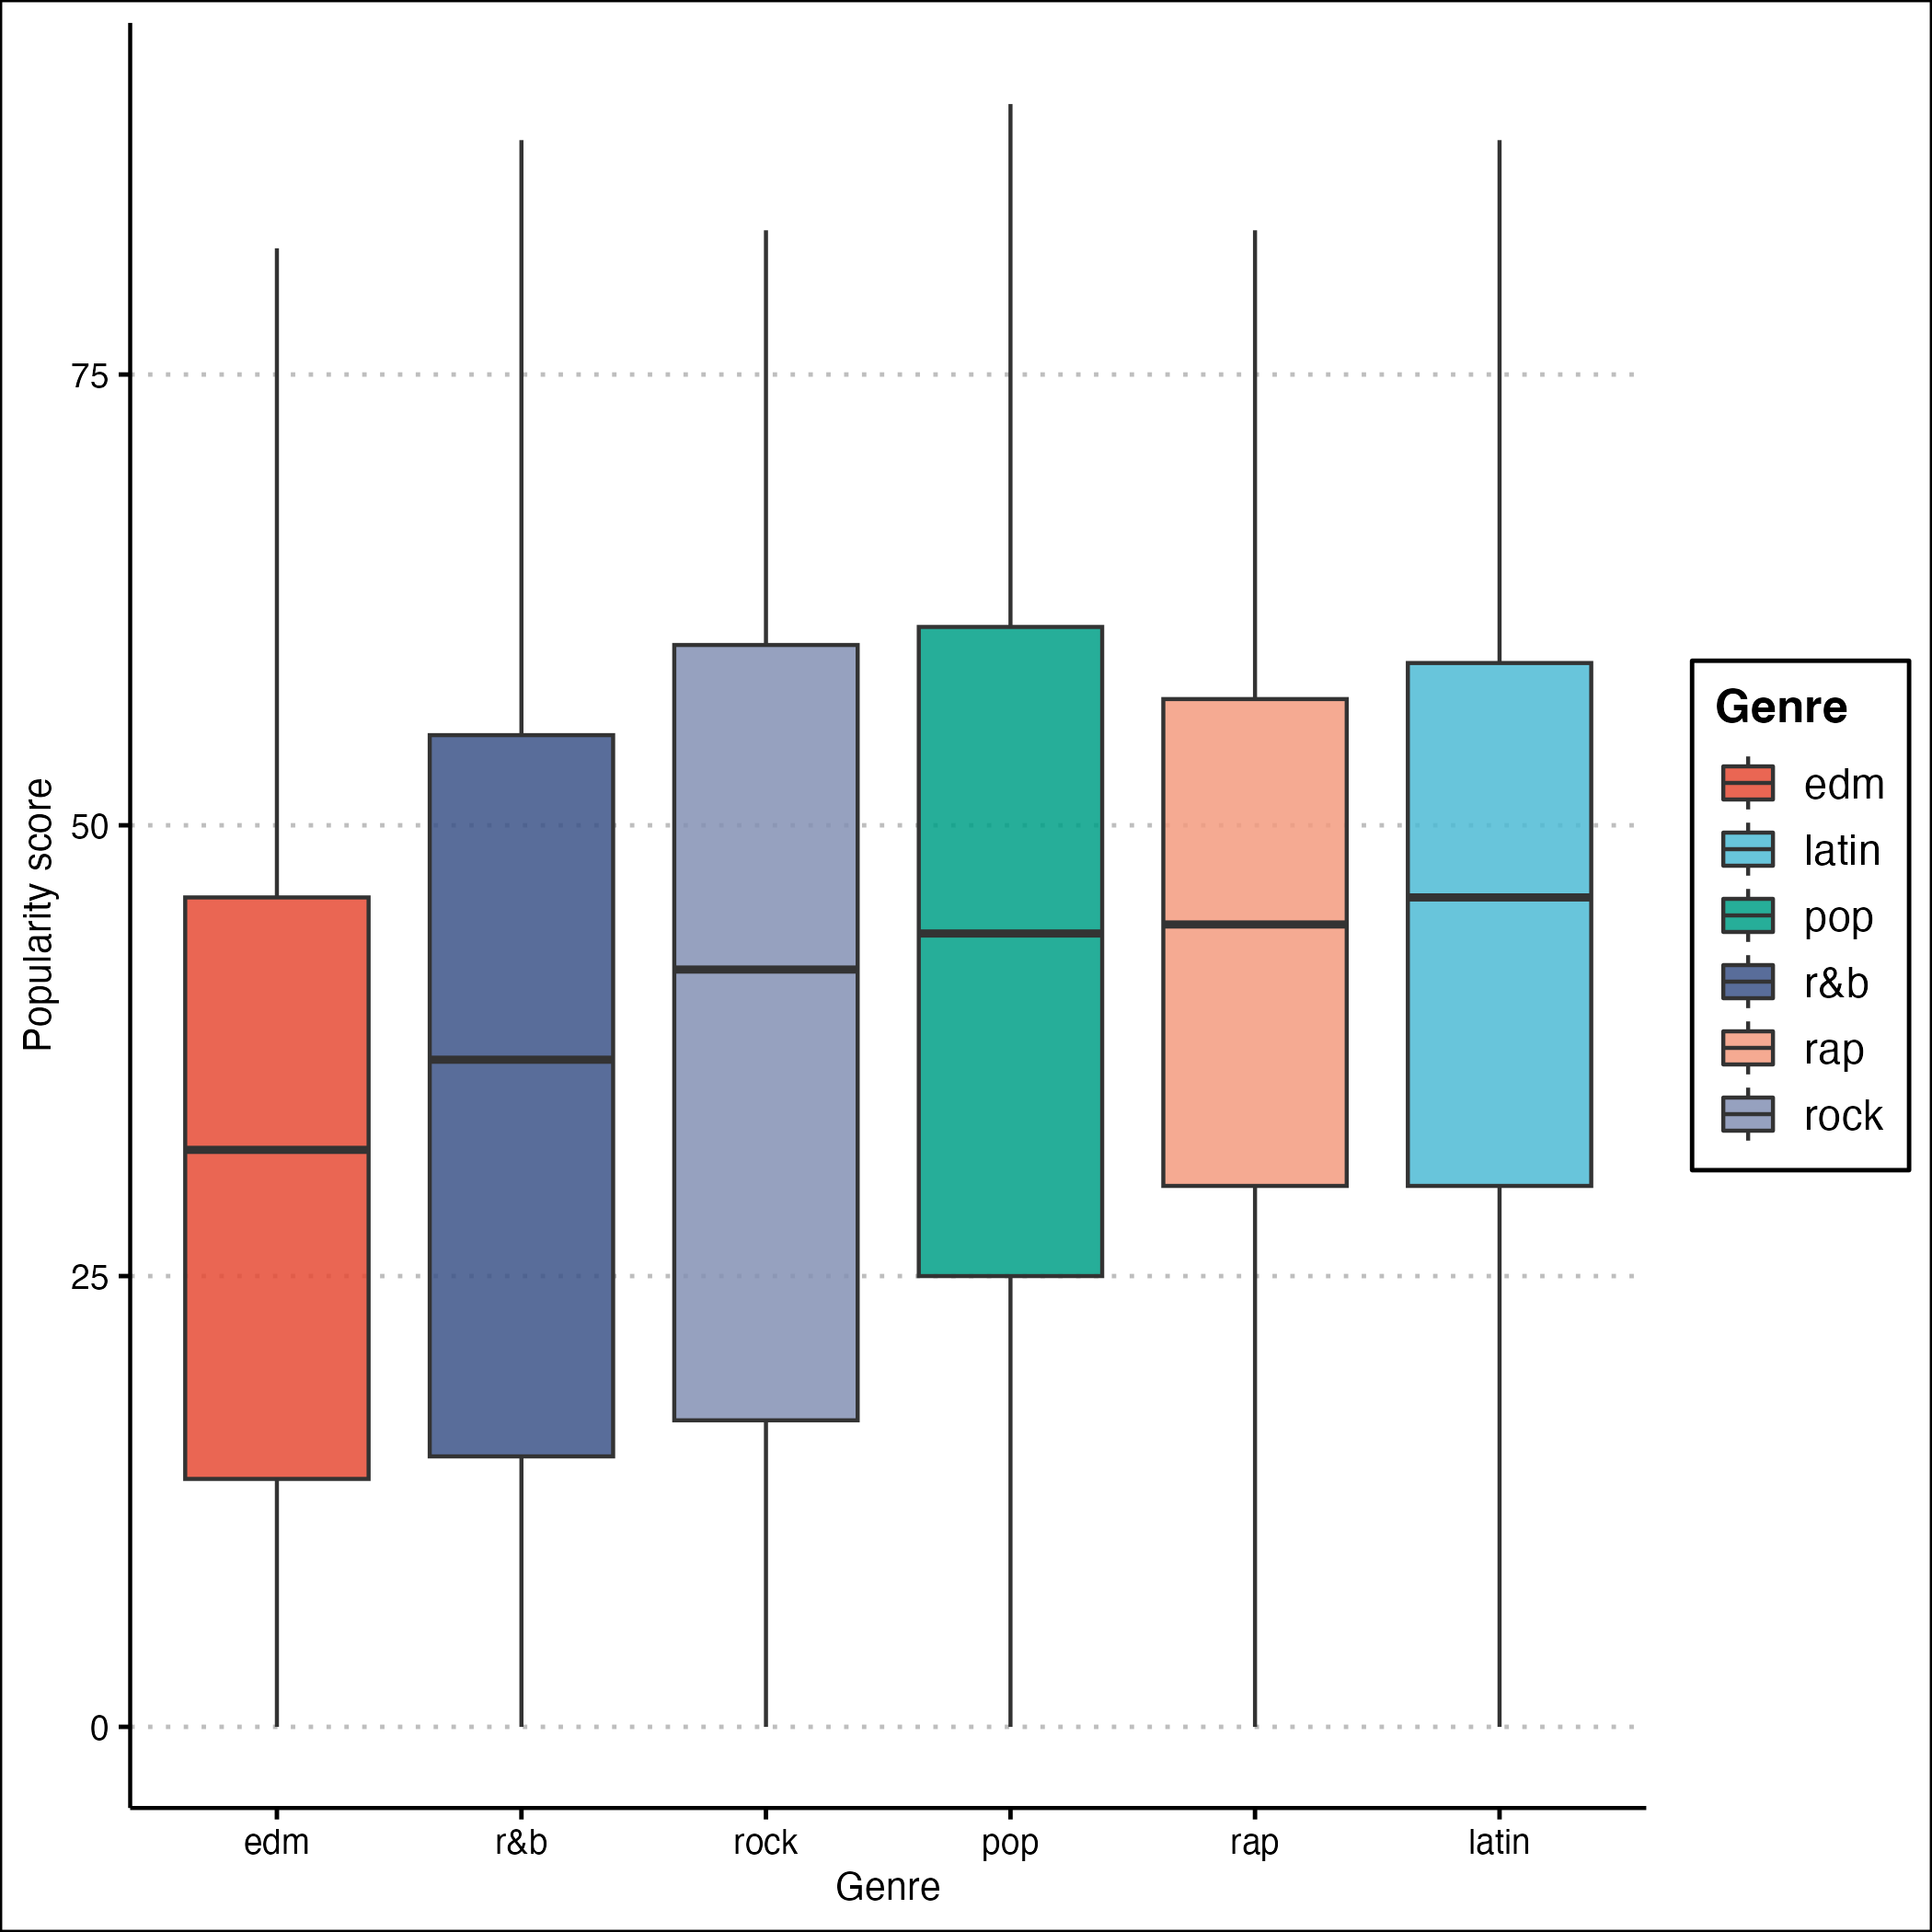 Popularity score
75
50
25
0
edm r&b rock pop rap latin
Genre
Genre
edm
latin
pop
r&b
rap
rock